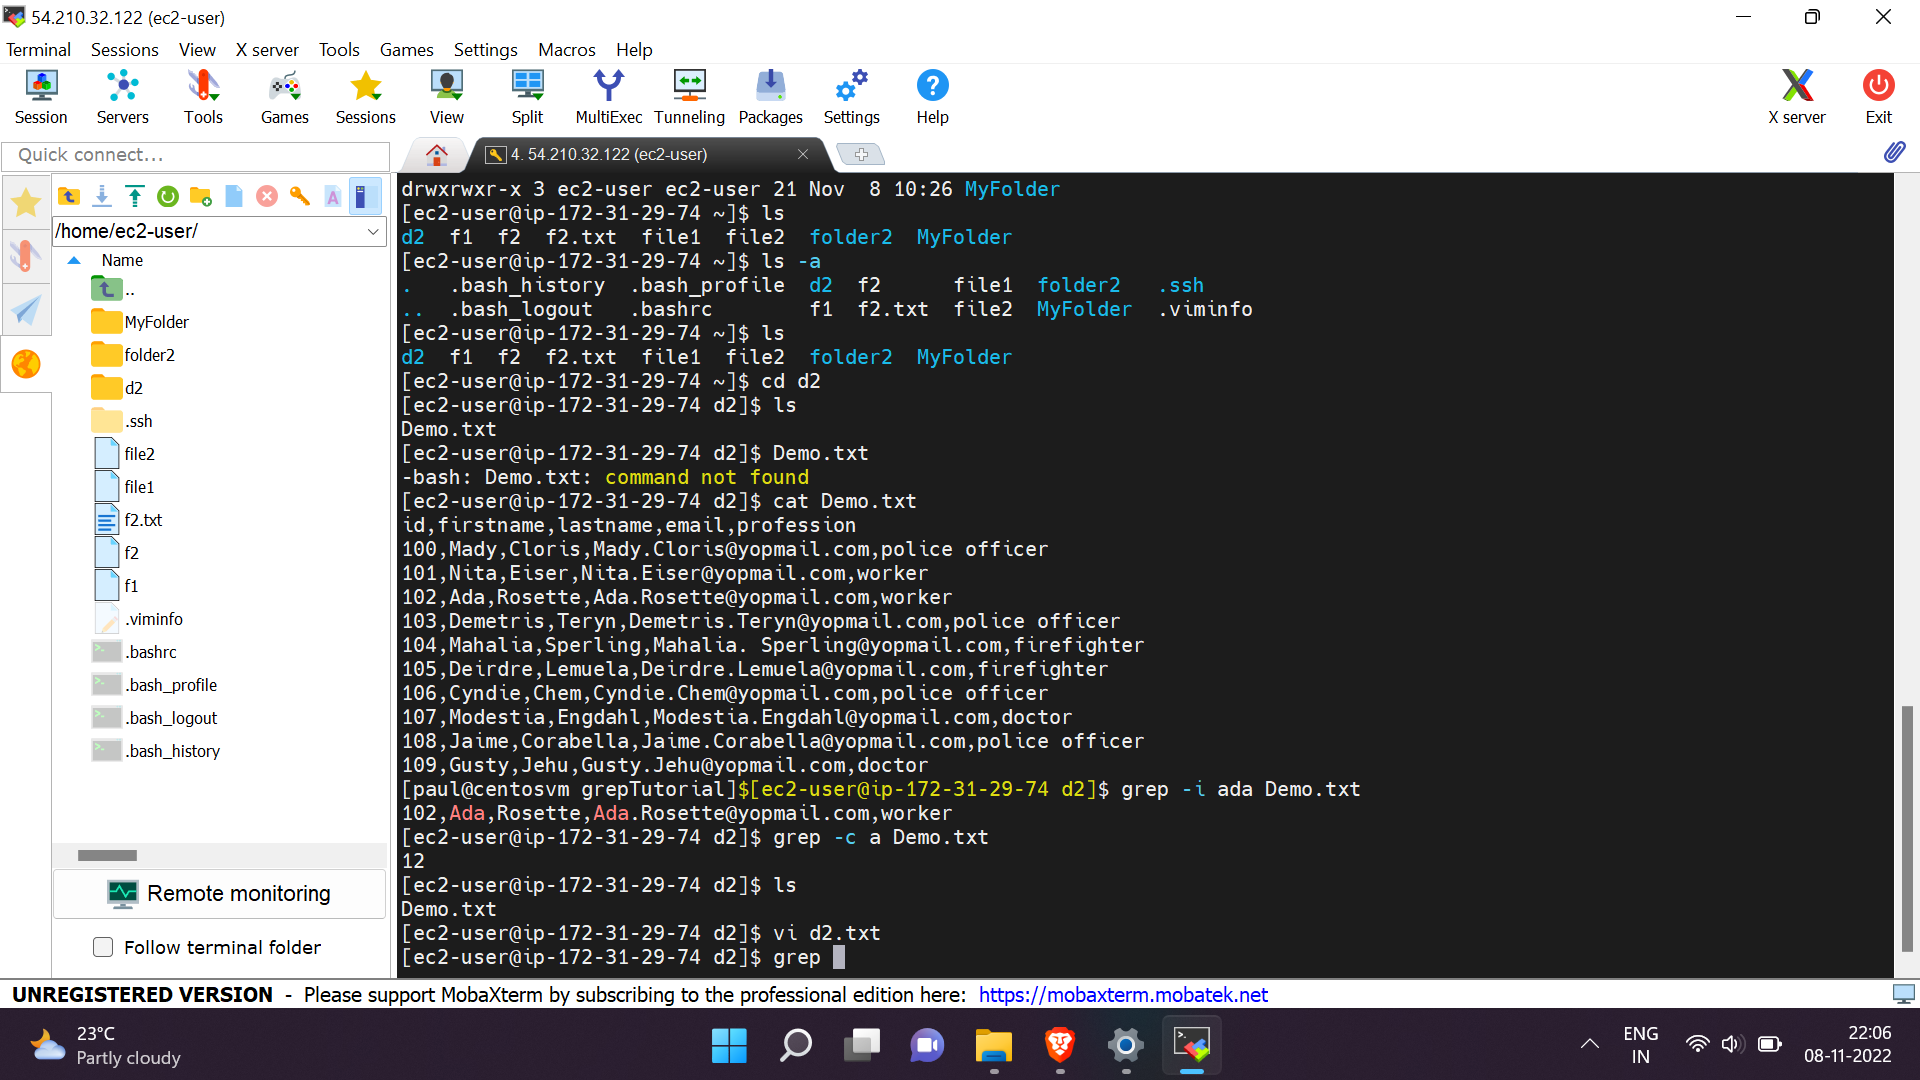 54.210.32.122 (ec2-user)
Terminal Sessions View X server Tools Games Settings Macros Help
Session Servers Tools Games Sessions View Split MultiExec Tunneling Packages Settings Help X server Exit
Quick connect...
4. 54.210.32.122 (ec2-user)
/home/ec2-user/
Name
..
MyFolder
folder2
d2
.ssh
file2
file1
f2.txt
f2
f1
.viminfo
.bashrc
.bash_profile
.bash_logout
.bash_history
Remote monitoring
Follow terminal folder
drwxrwxr-x 3 ec2-user ec2-user 21 Nov  8 10:26 MyFolder
[ec2-user@ip-172-31-29-74 ~]$ ls
d2  f1  f2  f2.txt  file1  file2  folder2  MyFolder
[ec2-user@ip-172-31-29-74 ~]$ ls -a
.   .bash_history  .bash_profile  d2  f2      file1  folder2   .ssh
..  .bash_logout   .bashrc        f1  f2.txt  file2  MyFolder  .viminfo
[ec2-user@ip-172-31-29-74 ~]$ ls
d2  f1  f2  f2.txt  file1  file2  folder2  MyFolder
[ec2-user@ip-172-31-29-74 ~]$ cd d2
[ec2-user@ip-172-31-29-74 d2]$ ls
Demo.txt
[ec2-user@ip-172-31-29-74 d2]$ Demo.txt
-bash: Demo.txt: command not found
[ec2-user@ip-172-31-29-74 d2]$ cat Demo.txt
id,firstname,lastname,email,profession
100,Mady,Cloris,Mady.Cloris@yopmail.com,police officer
101,Nita,Eiser,Nita.Eiser@yopmail.com,worker
102,Ada,Rosette,Ada.Rosette@yopmail.com,worker
103,Demetris,Teryn,Demetris.Teryn@yopmail.com,police officer
104,Mahalia,Sperling,Mahalia. Sperling@yopmail.com,firefighter
105,Deirdre,Lemuela,Deirdre.Lemuela@yopmail.com,firefighter
106,Cyndie,Chem,Cyndie.Chem@yopmail.com,police officer
107,Modestia,Engdahl,Modestia.Engdahl@yopmail.com,doctor
108,Jaime,Corabella,Jaime.Corabella@yopmail.com,police officer
109,Gusty,Jehu,Gusty.Jehu@yopmail.com,doctor
[paul@centosvm grepTutorial]$[ec2-user@ip-172-31-29-74 d2]$ grep -i ada Demo.txt
102,Ada,Rosette,Ada.Rosette@yopmail.com,worker
[ec2-user@ip-172-31-29-74 d2]$ grep -c a Demo.txt
12
[ec2-user@ip-172-31-29-74 d2]$ ls
Demo.txt
[ec2-user@ip-172-31-29-74 d2]$ vi d2.txt
[ec2-user@ip-172-31-29-74 d2]$ grep
UNREGISTERED VERSION - Please support MobaXterm by subscribing to the professional edition here: https://mobaxterm.mobatek.net
23°C
Partly cloudy
ENG
IN
22:06
08-11-2022